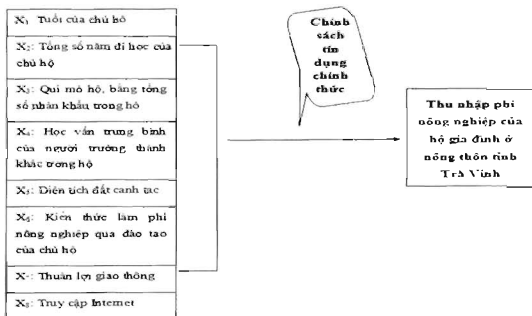 X₁ Tuổi của chủ hộ
X₂: Tổng số năm đi học của
chủ hộ
X₃: Qui mô hộ, bằng tổng
số nhân khẩu trong hộ
X₄: Học vấn trung bình
của người trưởng thành
khác trong hộ
X₅: Diện tích đất canh tác
X₆: Kiến thức làm phi
nông nghiệp qua đào tạo
của chủ hộ
X₇: Thuận lợi giao thông
X₈: Truy cập Internet
Chính
sách
tín
dụng
chính
thức
Thu nhập phi
nông nghiệp của
hộ gia đình ở
nông thôn tỉnh
Trà Vinh